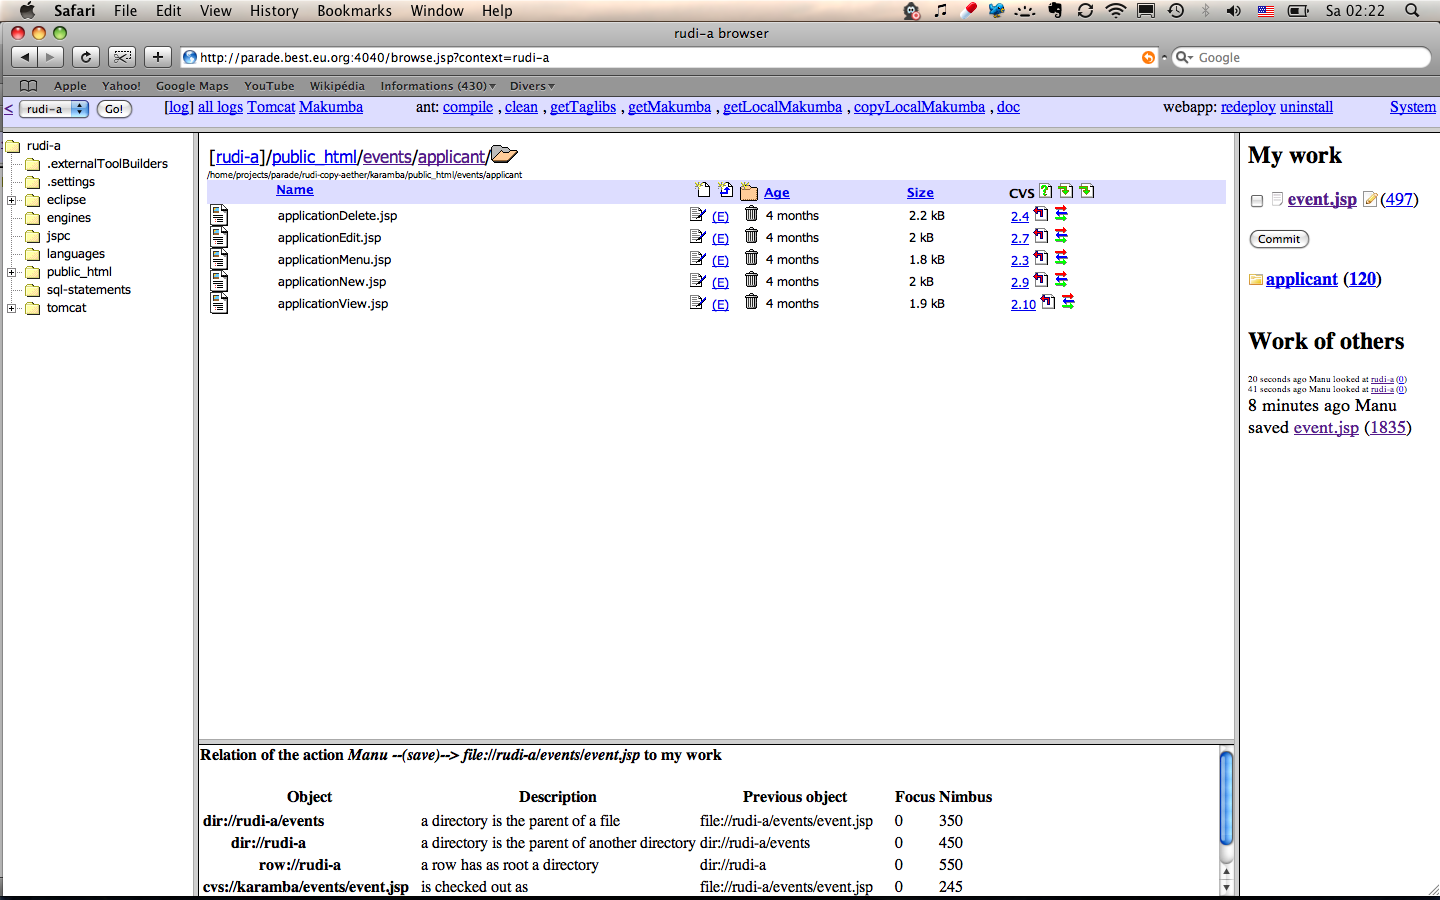 Safari File Edit View History Bookmarks Window Help Sa 02:22
rudi-a browser
http://parade.best.eu.org:4040/browse.jsp?context=rudi-a Google
Apple Yahoo! Google Maps YouTube Wikipédia Informations (430) Divers
< rudi-a Go! [log] all logs Tomcat Makumba ant: compile , clean , getTaglibs , getMakumba , getLocalMakumba , copyLocalMakumba , doc webapp: redeploy uninstall System
rudi-a
.externalToolBuilders
.settings
eclipse
engines
jspc
languages
public_html
sql-statements
tomcat
[rudi-a]/public_html/events/applicant/
/home/projects/parade/rudi-copy-aether/karamba/public_html/events/applicant
Name Age Size CVS
applicationDelete.jsp (E) 4 months 2.2 kB 2.4
applicationEdit.jsp (E) 4 months 2 kB 2.7
applicationMenu.jsp (E) 4 months 1.8 kB 2.3
applicationNew.jsp (E) 4 months 2 kB 2.9
applicationView.jsp (E) 4 months 1.9 kB 2.10
My work
event.jsp (497)
Commit
applicant (120)
Work of others
20 seconds ago Manu looked at rudi-a (0)
41 seconds ago Manu looked at rudi-a (0)
8 minutes ago Manu
saved event.jsp (1835)
Relation of the action Manu --(save)--> file://rudi-a/events/event.jsp to my work
Object Description Previous object Focus Nimbus
dir://rudi-a/events a directory is the parent of a file file://rudi-a/events/event.jsp 0 350
dir://rudi-a a directory is the parent of another directory dir://rudi-a/events 0 450
row://rudi-a a row has as root a directory dir://rudi-a 0 550
cvs://karamba/events/event.jsp is checked out as file://rudi-a/events/event.jsp 0 245